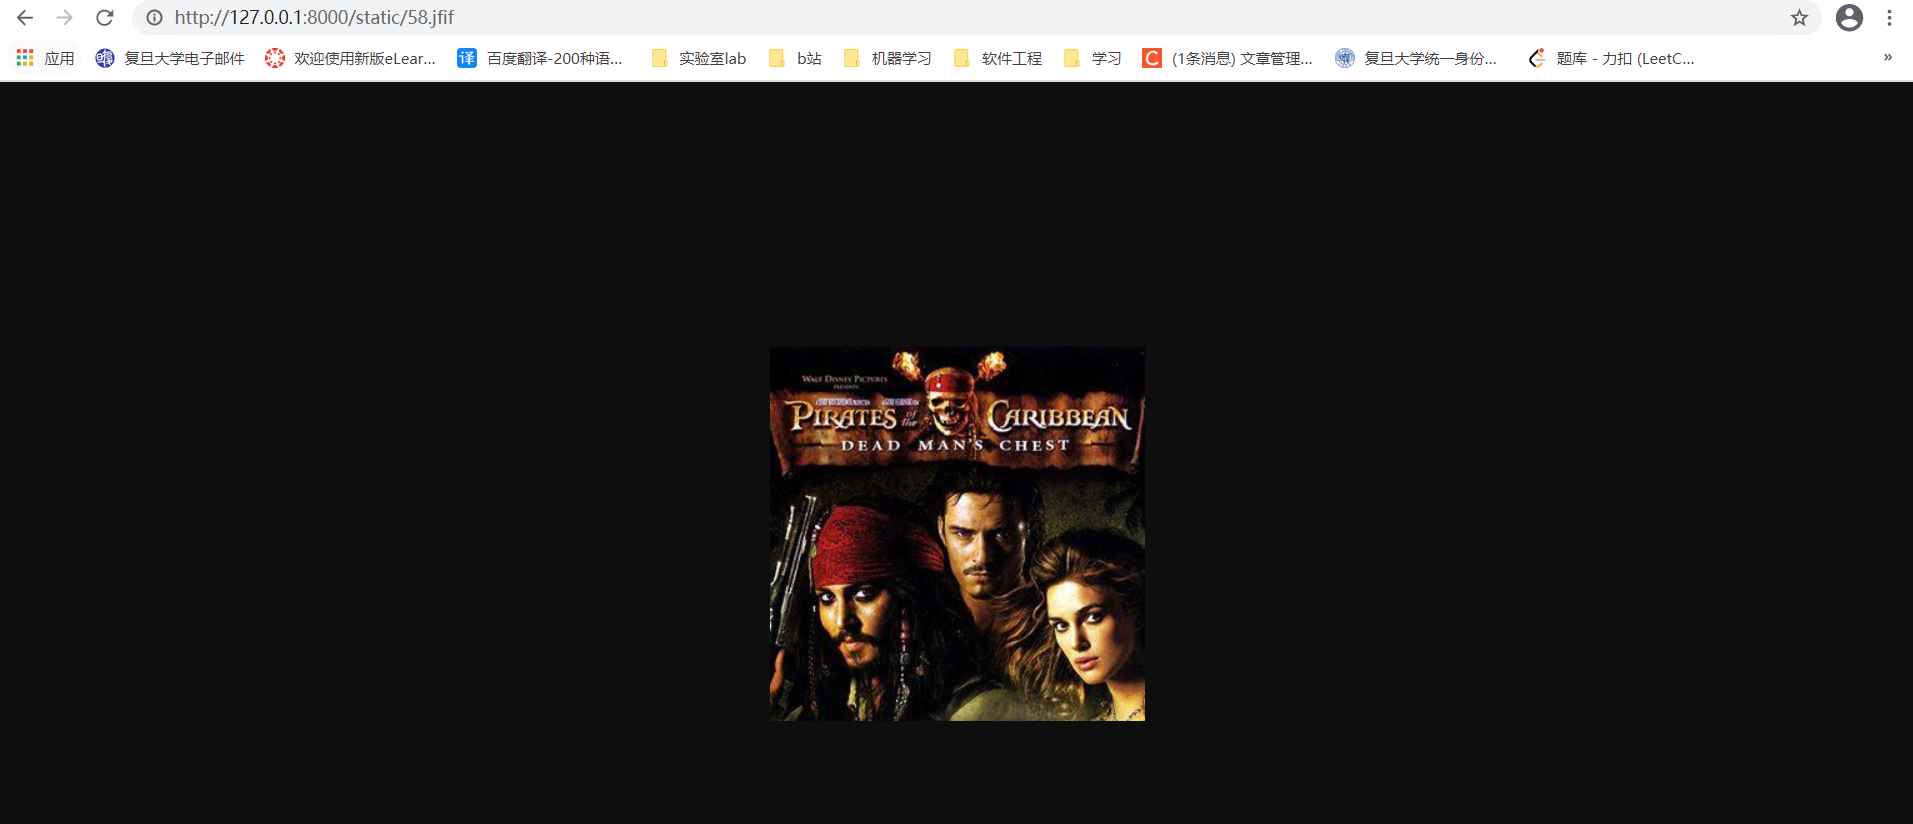 http://127.0.0.1:8000/static/58.jfif
应用 复旦大学电子邮件 欢迎使用新版eLear... 百度翻译-200种语... 实验室lab b站 机器学习 软件工程 学习 (1条消息) 文章管理... 复旦大学统一身份... 题库 - 力扣 (LeetC... »
WALT DISNEY PICTURES
PRESENTS
PIRATES of the CARIBBEAN
DEAD MAN'S CHEST